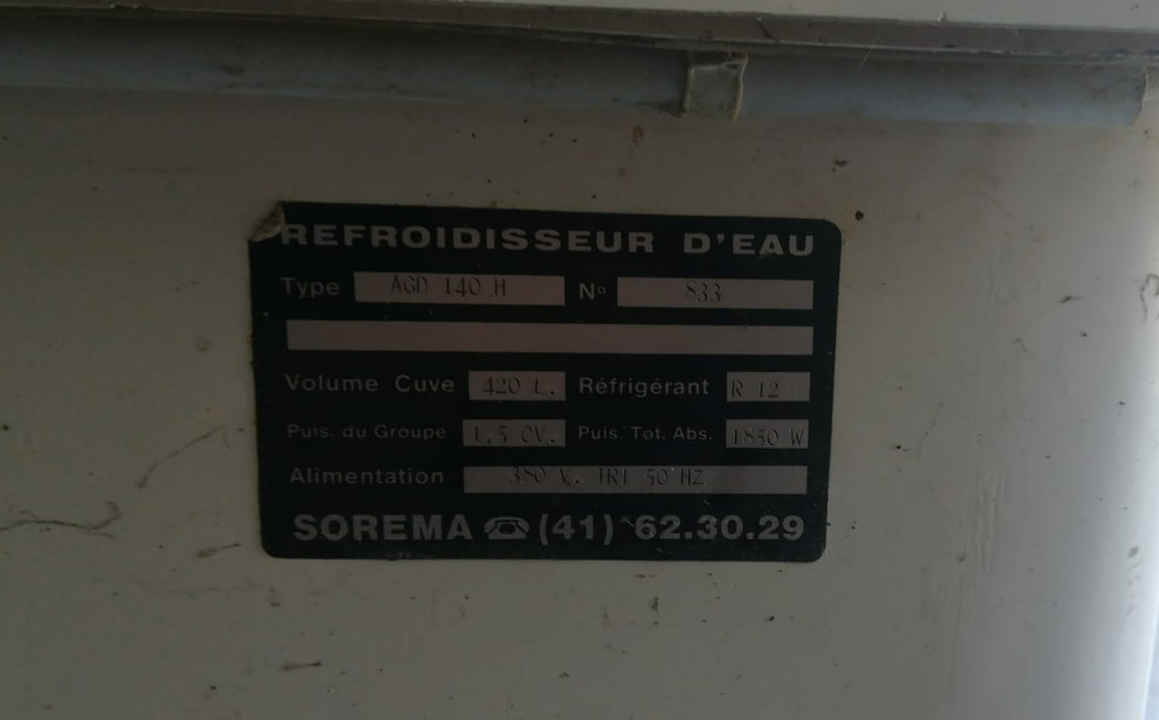 REFROIDISSEUR D'EAU
Type AGD 140 H N° 833
Volume Cuve 420 L. Réfrigérant R 12
Puis. du Groupe 1,5 CV. Puis. Tot. Abs. 1850 W
Alimentation 380 V. TRI 50 HZ
SOREMA ☎ (41) 62.30.29